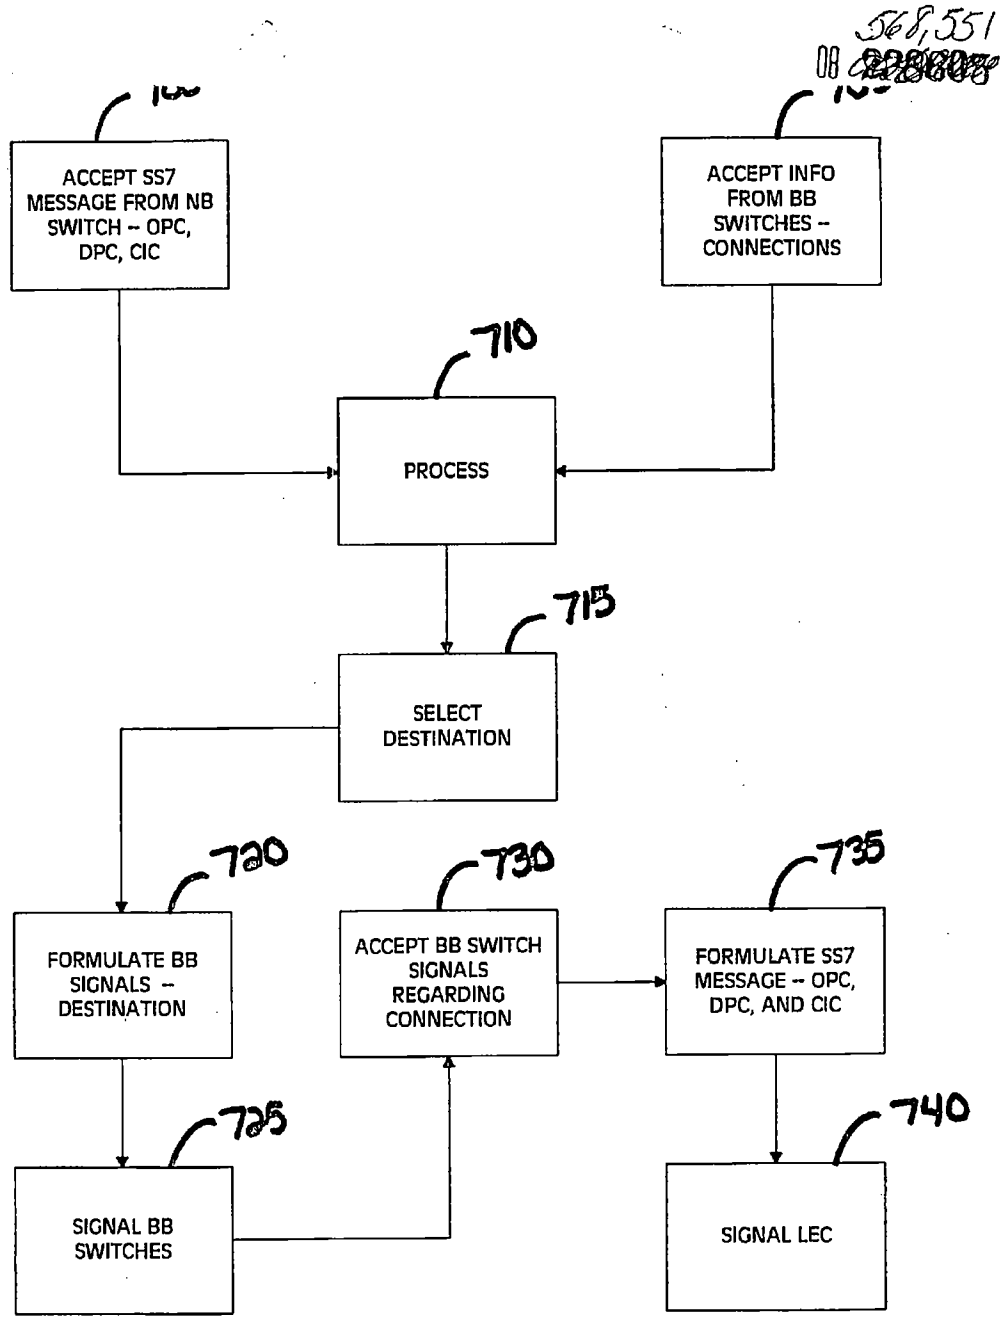 568,551
08
ACCEPT SS7
MESSAGE FROM NB
SWITCH -- OPC,
DPC, CIC
ACCEPT INFO
FROM BB
SWITCHES --
CONNECTIONS
710
PROCESS
715
SELECT
DESTINATION
720
730
735
FORMULATE BB
SIGNALS --
DESTINATION
ACCEPT BB SWITCH
SIGNALS
REGARDING
CONNECTION
FORMULATE SS7
MESSAGE -- OPC,
DPC, AND CIC
725
740
SIGNAL BB
SWITCHES
SIGNAL LEC